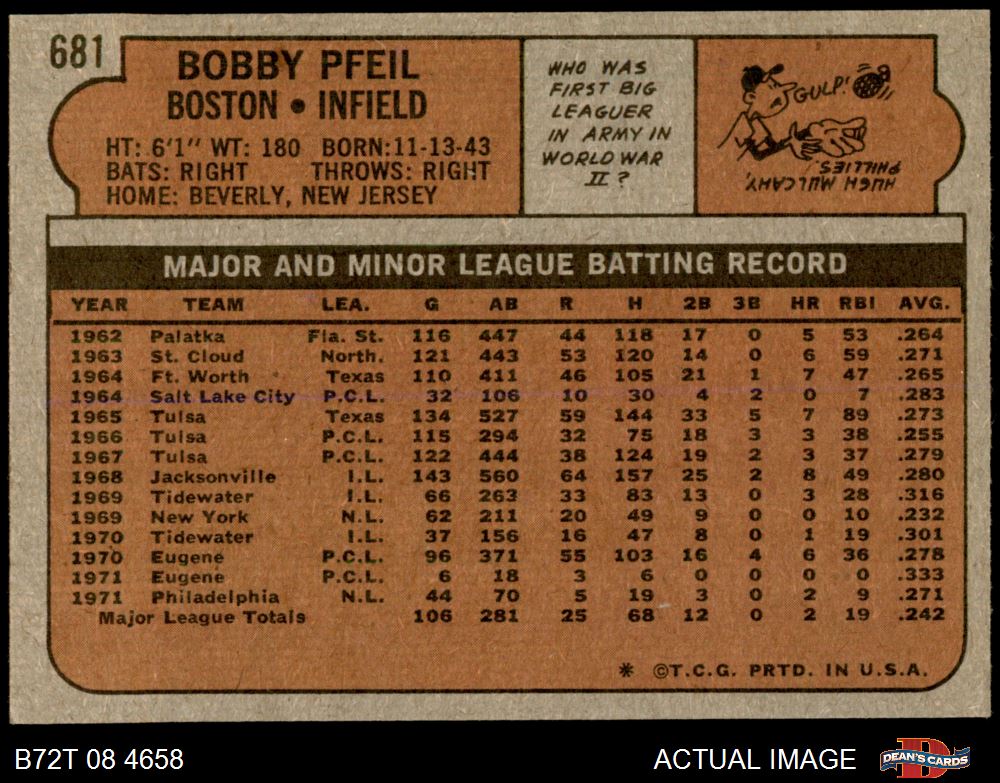 681
BOBBY PFEIL
BOSTON • INFIELD
HT: 6'1" WT: 180 BORN:11-13-43
BATS: RIGHT THROWS: RIGHT
HOME: BEVERLY, NEW JERSEY
WHO WAS
FIRST BIG
LEAGUER
IN ARMY IN
WORLD WAR
II?
GULP!
HUGH MULCAHY,
PHILLIES.
MAJOR AND MINOR LEAGUE BATTING RECORD
YEAR TEAM LEA. G AB R H 2B 3B HR RBI AVG.
1962 Palatka Fla. St. 116 447 44 118 17 0 5 53 .264
1963 St. Cloud North. 121 443 53 120 14 0 6 59 .271
1964 Ft. Worth Texas 110 411 46 105 21 1 7 47 .265
1964 Salt Lake City P.C.L. 32 106 10 30 4 2 0 7 .283
1965 Tulsa Texas 134 527 59 144 33 5 7 89 .273
1966 Tulsa P.C.L. 115 294 32 75 18 3 3 38 .255
1967 Tulsa P.C.L. 122 444 38 124 19 2 3 37 .279
1968 Jacksonville I.L. 143 560 64 157 25 2 8 49 .280
1969 Tidewater I.L. 66 263 33 83 13 0 3 28 .316
1969 New York N.L. 62 211 20 49 9 0 0 10 .232
1970 Tidewater I.L. 37 156 16 47 8 0 1 19 .301
1970 Eugene P.C.L. 96 371 55 103 16 4 6 36 .278
1971 Eugene P.C.L. 6 18 3 6 0 0 0 0 .333
1971 Philadelphia N.L. 44 70 5 19 3 0 2 9 .271
Major League Totals 106 281 25 68 12 0 2 19 .242
* ©T.C.G. PRTD. IN U.S.A.
B72T 08 4658
ACTUAL IMAGE
DEAN'S CARDS